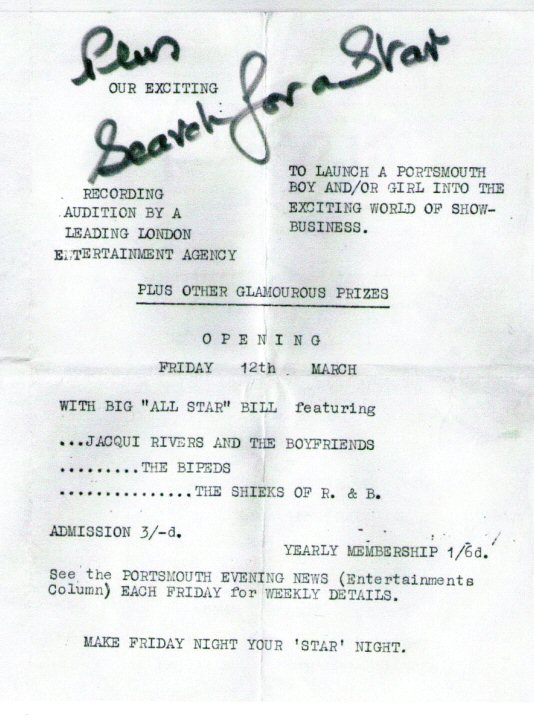 Plus
OUR EXCITING
Search for a Star
RECORDING
AUDITION BY A
LEADING LONDON
ENTERTAINMENT AGENCY
TO LAUNCH A PORTSMOUTH
BOY AND/OR GIRL INTO THE
EXCITING WORLD OF SHOW-
BUSINESS.
PLUS OTHER GLAMOUROUS PRIZES
O P E N I N G
FRIDAY 12th MARCH
WITH BIG "ALL STAR" BILL featuring
...JACQUI RIVERS AND THE BOYFRIENDS
.........THE BIPEDS
...............THE SHIEKS OF R. & B.
ADMISSION 3/-d.
YEARLY MEMBERSHIP 1/6d.
See the PORTSMOUTH EVENING NEWS (Entertainments
Column) EACH FRIDAY for WEEKLY DETAILS.
MAKE FRIDAY NIGHT YOUR 'STAR' NIGHT.